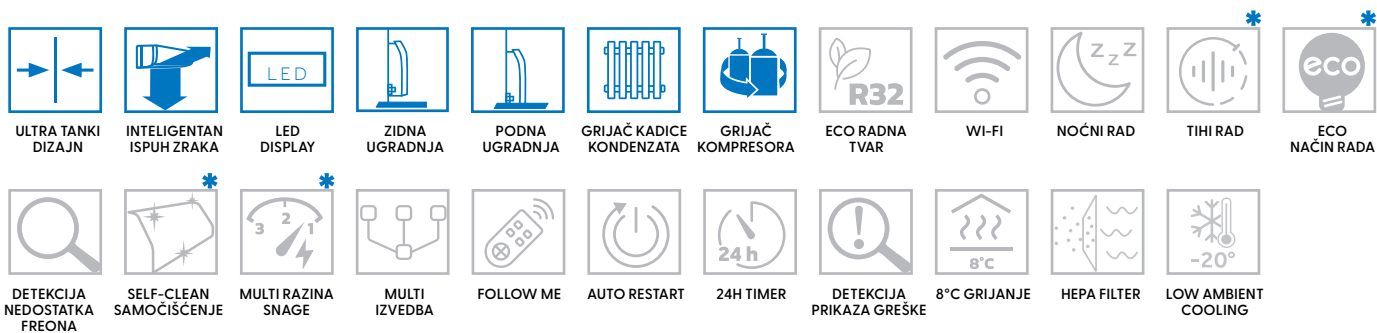 LED
R32
zzZ
eco
ULTRA TANKI
DIZAJN
INTELIGENTAN
ISPUH ZRAKA
LED
DISPLAY
ZIDNA
UGRADNJA
PODNA
UGRADNJA
GRIJAČ KADICE
KONDENZATA
GRIJAČ
KOMPRESORA
ECO RADNA
TVAR
WI-FI
NOĆNI RAD
TIHI RAD
ECO
NAČIN RADA
3 2 1
24 h
8°C
-20°
DETEKCIJA
NEDOSTATKA
FREONA
SELF-CLEAN
SAMOČIŠĆENJE
MULTI RAZINA
SNAGE
MULTI
IZVEDBA
FOLLOW ME
AUTO RESTART
24H TIMER
DETEKCIJA
PRIKAZA GREŠKE
8°C GRIJANJE
HEPA FILTER
LOW AMBIENT
COOLING